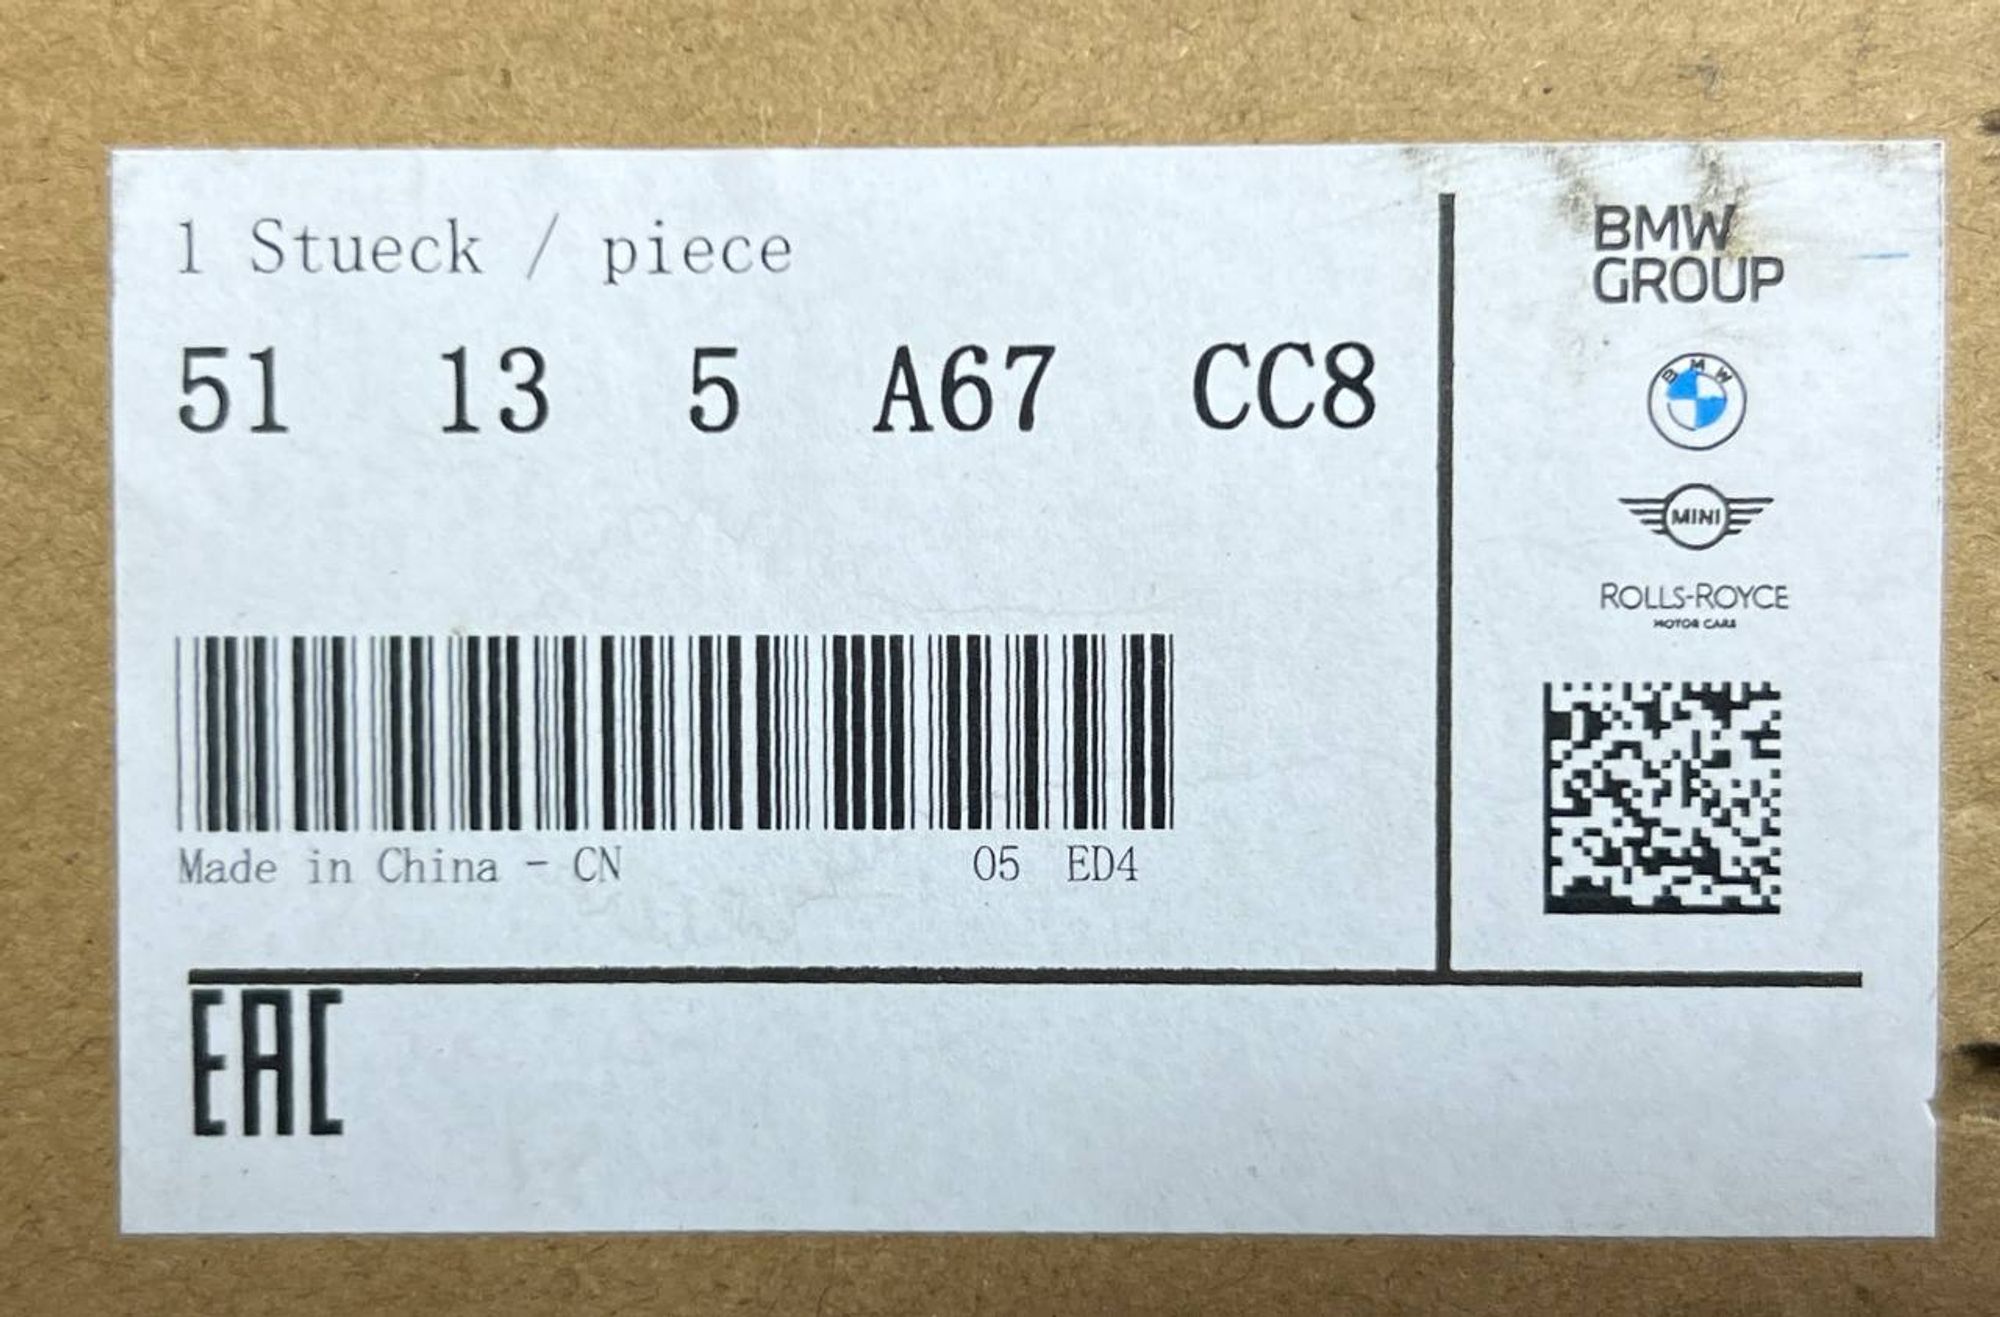 1 Stueck / piece
51 13 5 A67 CC8
Made in China - CN 05 ED4
BMW
GROUP
BMW
MINI
ROLLS-ROYCE
MOTOR CARS
EAC